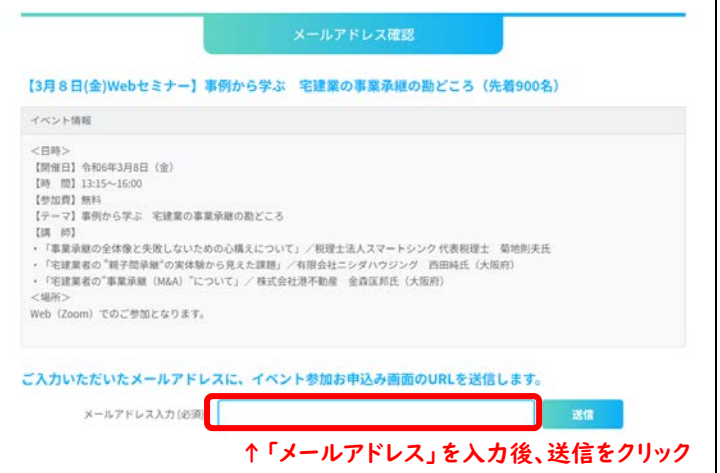 メールアドレス確認
【3月８日(金)Webセミナー】事例から学ぶ　宅建業の事業承継の勘どころ（先着900名）
イベント情報
＜日時＞
【開催日】令和6年3月8日（金）
【時　間】13:15～16:00
【参加費】無料
【テーマ】事例から学ぶ　宅建業の事業承継の勘どころ
【講　師】
・「事業承継の全体像と失敗しないための心構えについて」／税理士法人スマートシンク 代表税理士　菊地則夫氏
・「宅建業者の "親子間承継"の実体験から見えた課題」／有限会社ニシダハウジング　西田純氏（大阪府）
・「宅建業者の"事業承継（M&A）"について」／ 株式会社港不動産　金森匡邦氏（大阪府）
＜場所＞
Web（Zoom）でのご参加となります。
ご入力いただいたメールアドレスに、イベント参加お申込み画面のURLを送信します。
メールアドレス入力 (必須)
送信
↑「メールアドレス」を入力後、送信をクリック